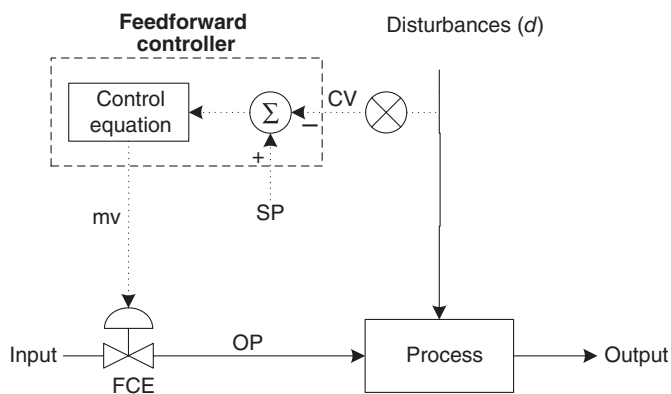 Feedforward
controller
Disturbances (d)
Control
equation
Σ
CV
−
+
SP
mv
Input
OP
FCE
Process
Output